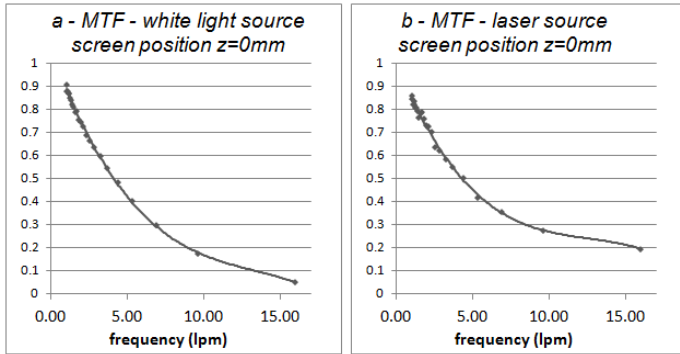 a - MTF - white light source
screen position z=0mm
1
0.9
0.8
0.7
0.6
0.5
0.4
0.3
0.2
0.1
0
0.00 5.00 10.00 15.00
frequency (lpm)
b - MTF - laser source
screen position z=0mm
1
0.9
0.8
0.7
0.6
0.5
0.4
0.3
0.2
0.1
0
0.00 5.00 10.00 15.00
frequency (lpm)